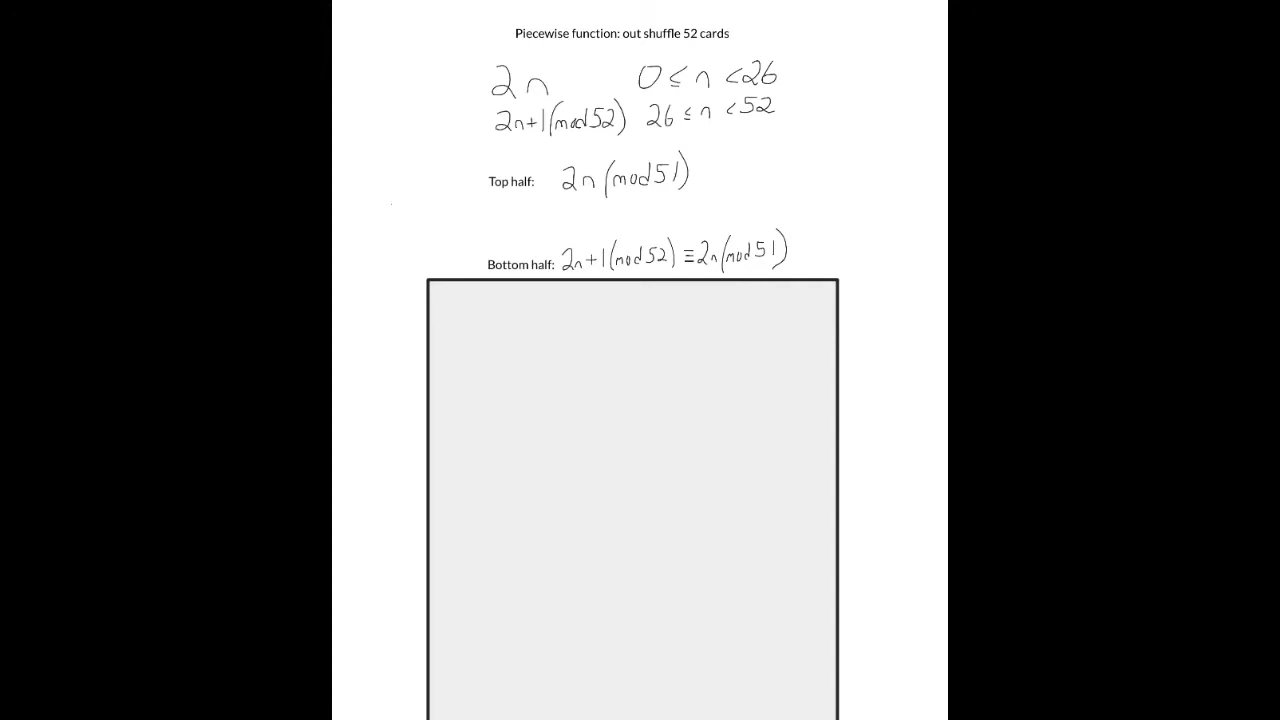 Piecewise function: out shuffle 52 cards
2n 0 ≤ n < 26
2n+1(mod 52) 26 ≤ n < 52
Top half: 2n (mod 51)
Bottom half: 2n+1(mod 52) ≡ 2n(mod 51)